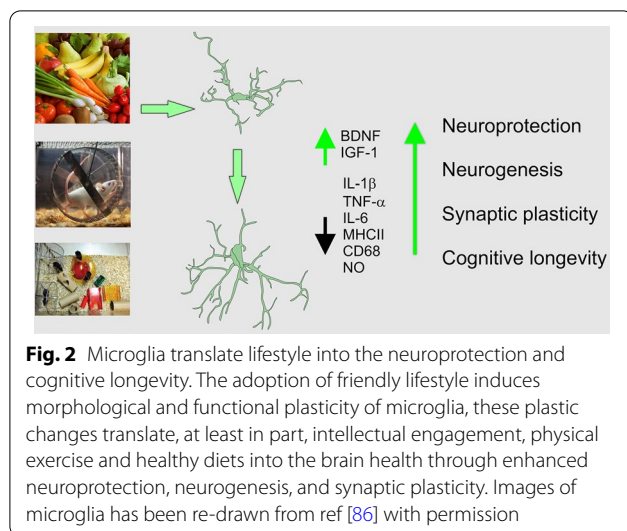 BDNF
IGF-1
IL-1β
TNF-α
IL-6
MHCII
CD68
NO
Neuroprotection
Neurogenesis
Synaptic plasticity
Cognitive longevity
Fig. 2 Microglia translate lifestyle into the neuroprotection and
cognitive longevity. The adoption of friendly lifestyle induces
morphological and functional plasticity of microglia, these plastic
changes translate, at least in part, intellectual engagement, physical
exercise and healthy diets into the brain health through enhanced
neuroprotection, neurogenesis, and synaptic plasticity. Images of
microglia has been re-drawn from ref [86] with permission